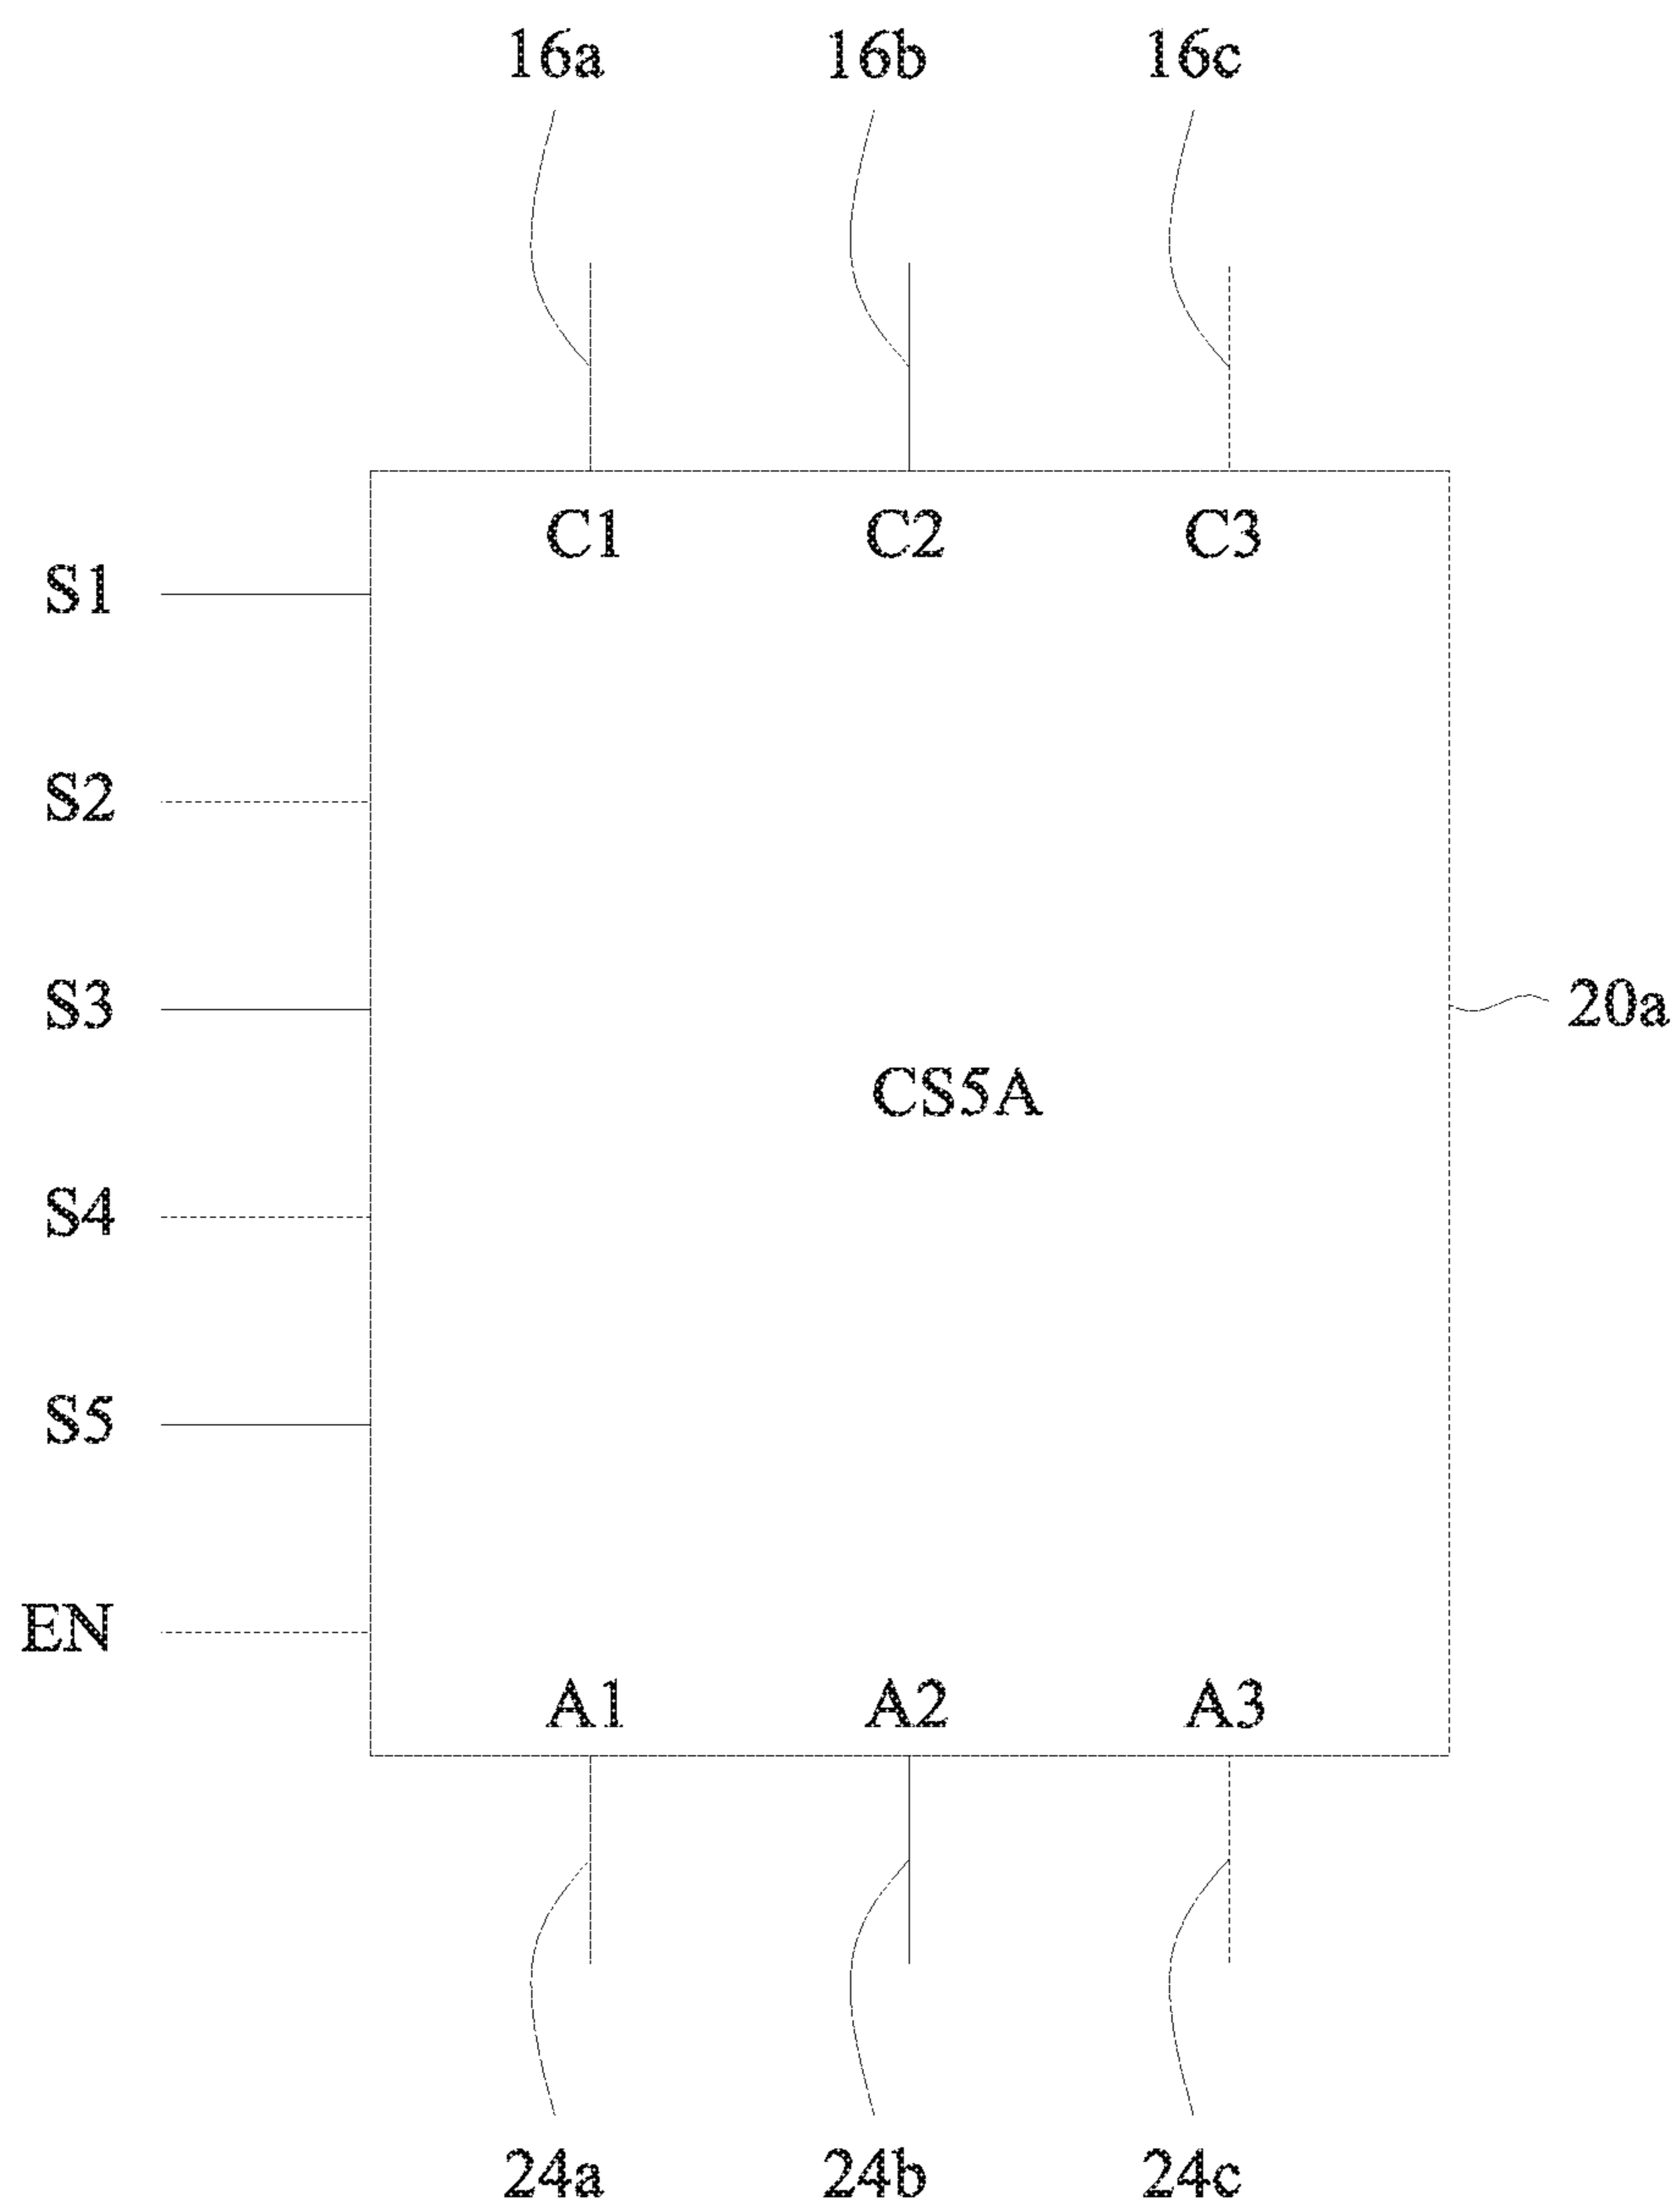 16a 16b 16c
C1 C2 C3
S1
S2
S3
20a
CS5A
S4
S5
EN
A1 A2 A3
24a 24b 24c